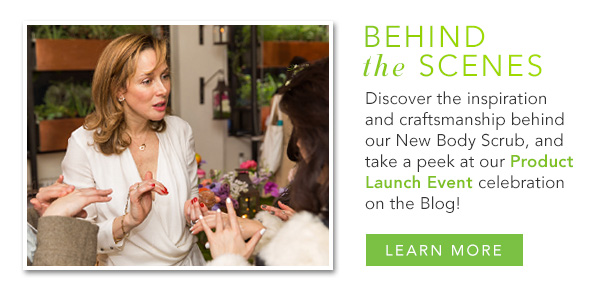 BEHIND
the SCENES
Discover the inspiration
and craftsmanship behind
our New Body Scrub, and
take a peek at our Product
Launch Event celebration
on the Blog!
LEARN MORE